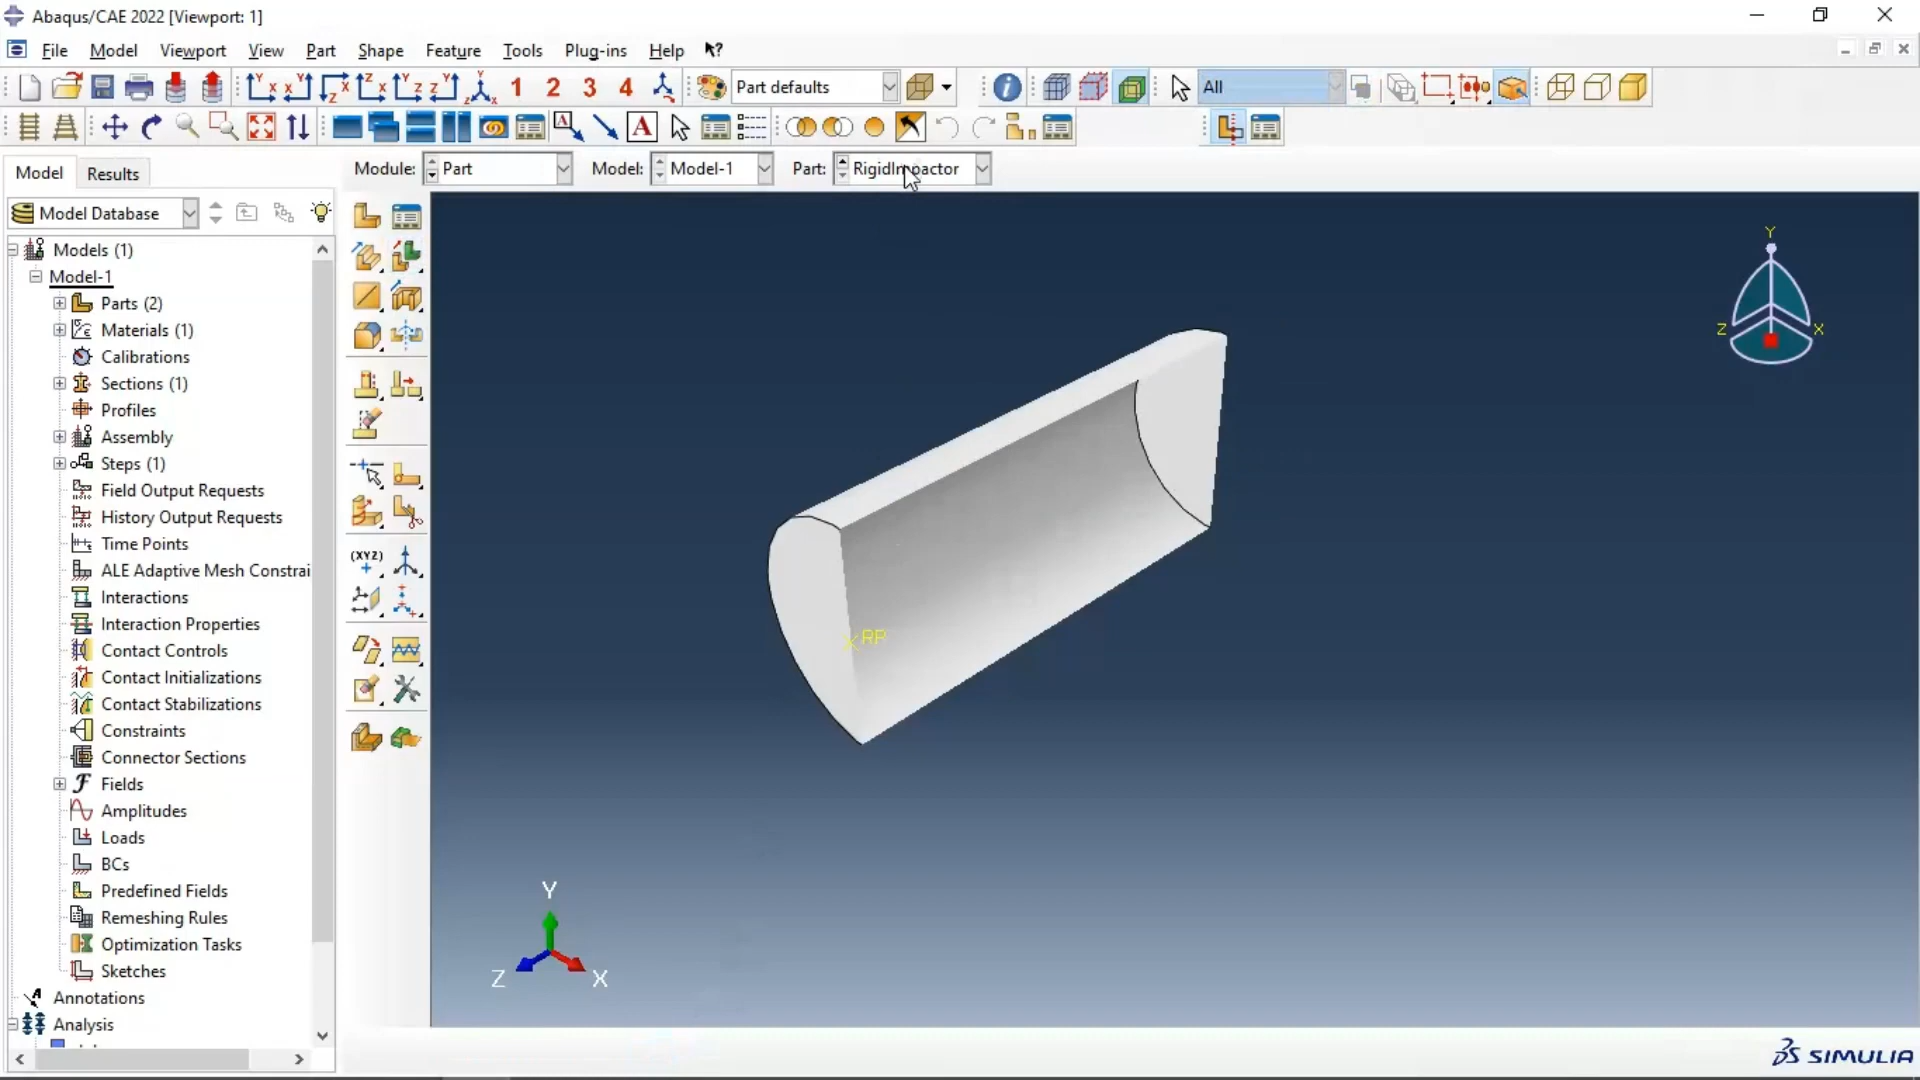 Abaqus/CAE 2022 [Viewport: 1]
File Model Viewport View Part Shape Feature Tools Plug-ins Help
1 2 3 4 Part defaults All
Model Results Module: Part Model: Model-1 Part:
Model Database
Models (1)
Model-1
Parts (2)
Materials (1)
Calibrations
Sections (1)
Profiles
Assembly
Steps (1)
Field Output Requests
History Output Requests
Time Points
ALE Adaptive Mesh Constrai
Interactions
Interaction Properties
Contact Controls
Contact Initializations
Contact Stabilizations
Constraints
Connector Sections
Fields
Amplitudes
Loads
BCs
Predefined Fields
Remeshing Rules
Optimization Tasks
Sketches
Annotations
Analysis
(XYZ)
RP
Y
Z X
Y
Z X
SIMULIA